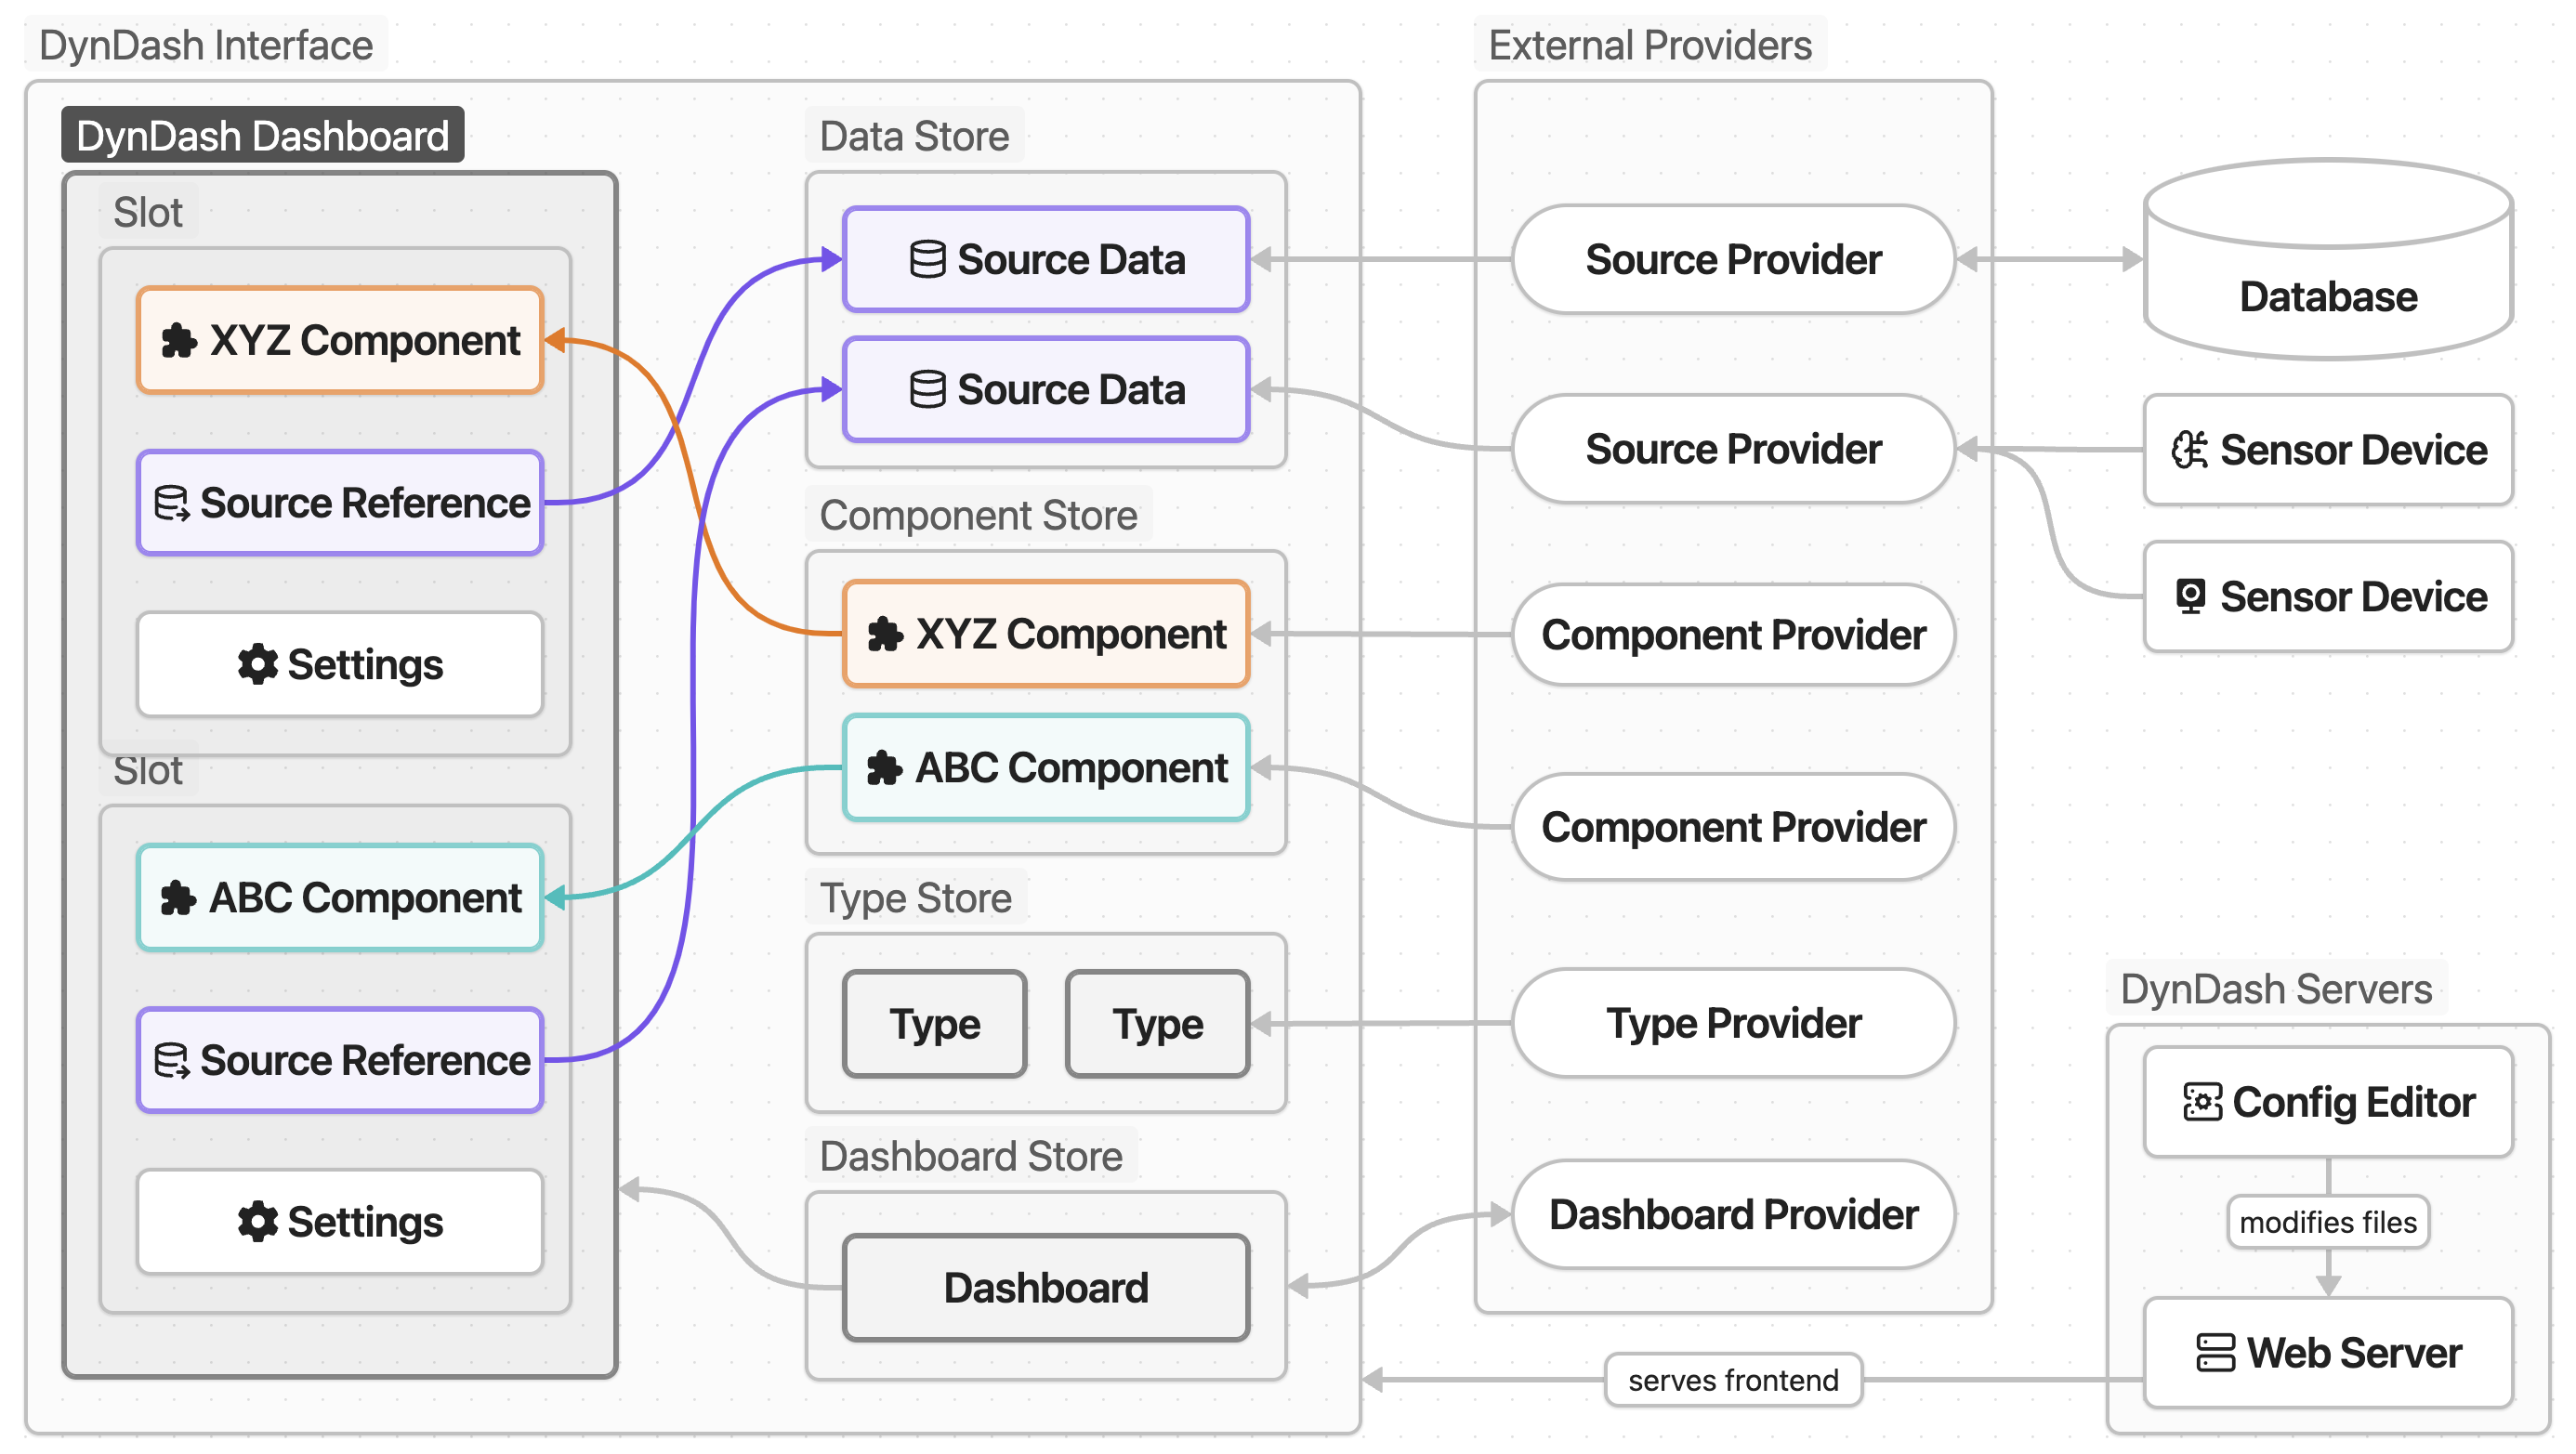 DynDash Interface
DynDash Dashboard
Slot
XYZ Component
Source Reference
Settings
Slot
ABC Component
Source Reference
Settings
Data Store
Source Data
Source Data
Component Store
XYZ Component
ABC Component
Type Store
Type
Type
Dashboard Store
Dashboard
External Providers
Source Provider
Source Provider
Component Provider
Component Provider
Type Provider
Dashboard Provider
serves frontend
Database
Sensor Device
Sensor Device
DynDash Servers
Config Editor
modifies files
Web Server